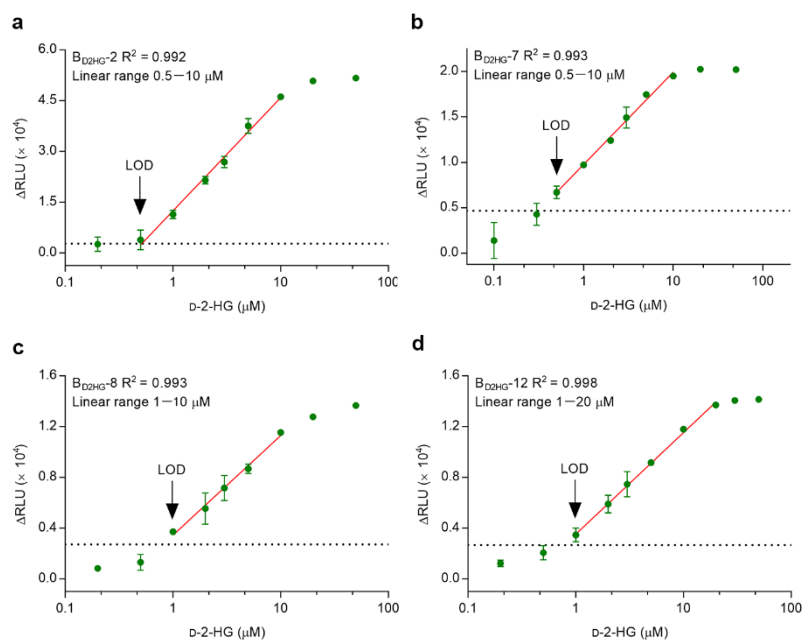 a
B_D2HG-2 R² = 0.992
Linear range 0.5−10 μM
LOD
ΔRLU (× 10⁴)
6.0
4.5
3.0
1.5
0.0
0.1 1 10 100
D-2-HG (μM)
b
B_D2HG-7 R² = 0.993
Linear range 0.5−10 μM
LOD
ΔRLU (× 10⁴)
2.0
1.5
1.0
0.5
0.0
0.1 1 10 100
D-2-HG (μM)
c
B_D2HG-8 R² = 0.993
Linear range 1−10 μM
LOD
ΔRLU (× 10⁴)
1.6
1.2
0.8
0.4
0.0
0.1 1 10 100
D-2-HG (μM)
d
B_D2HG-12 R² = 0.998
Linear range 1−20 μM
LOD
ΔRLU (× 10⁴)
1.6
1.2
0.8
0.4
0.0
0.1 1 10 100
D-2-HG (μM)